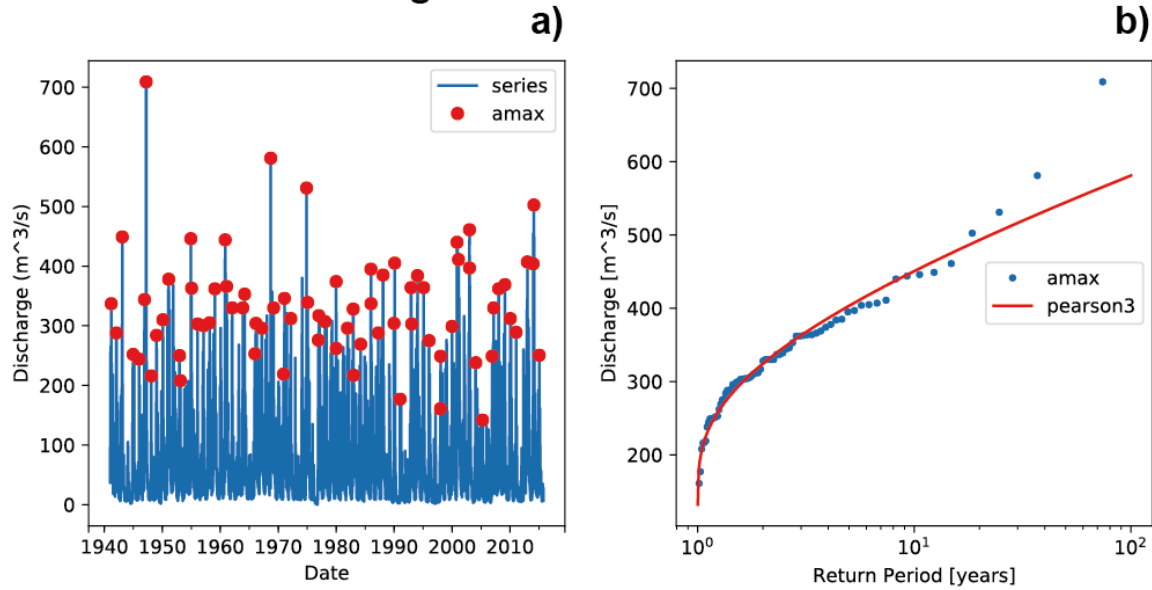 a)
700
600
500
400
300
200
100
0
Discharge (m^3/s)
series
amax
1940 1950 1960 1970 1980 1990 2000 2010
Date
b)
700
600
500
400
300
200
Discharge [m^3/s]
amax
pearson3
10^0 10^1 10^2
Return Period [years]